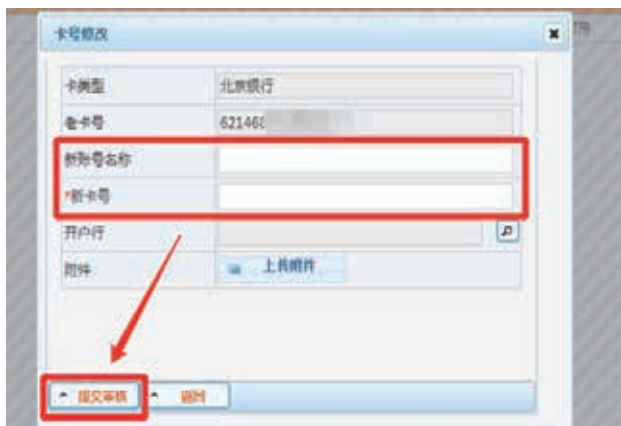 卡号修改
卡类型 北京银行
老卡号 621468
新账号名称
*新卡号
开户行
附件 上传附件
提交审核 返回